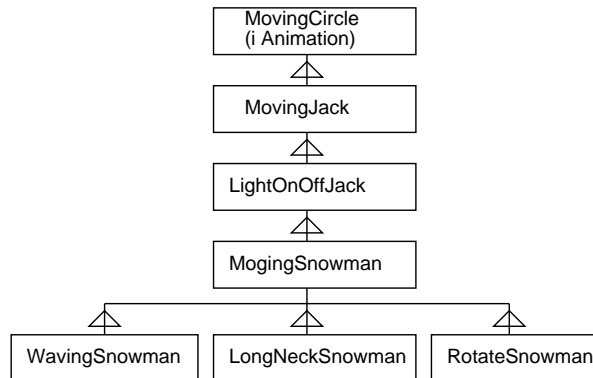 MovingCircle
(i Animation)
MovingJack
LightOnOffJack
MogingSnowman
WavingSnowman
LongNeckSnowman
RotateSnowman